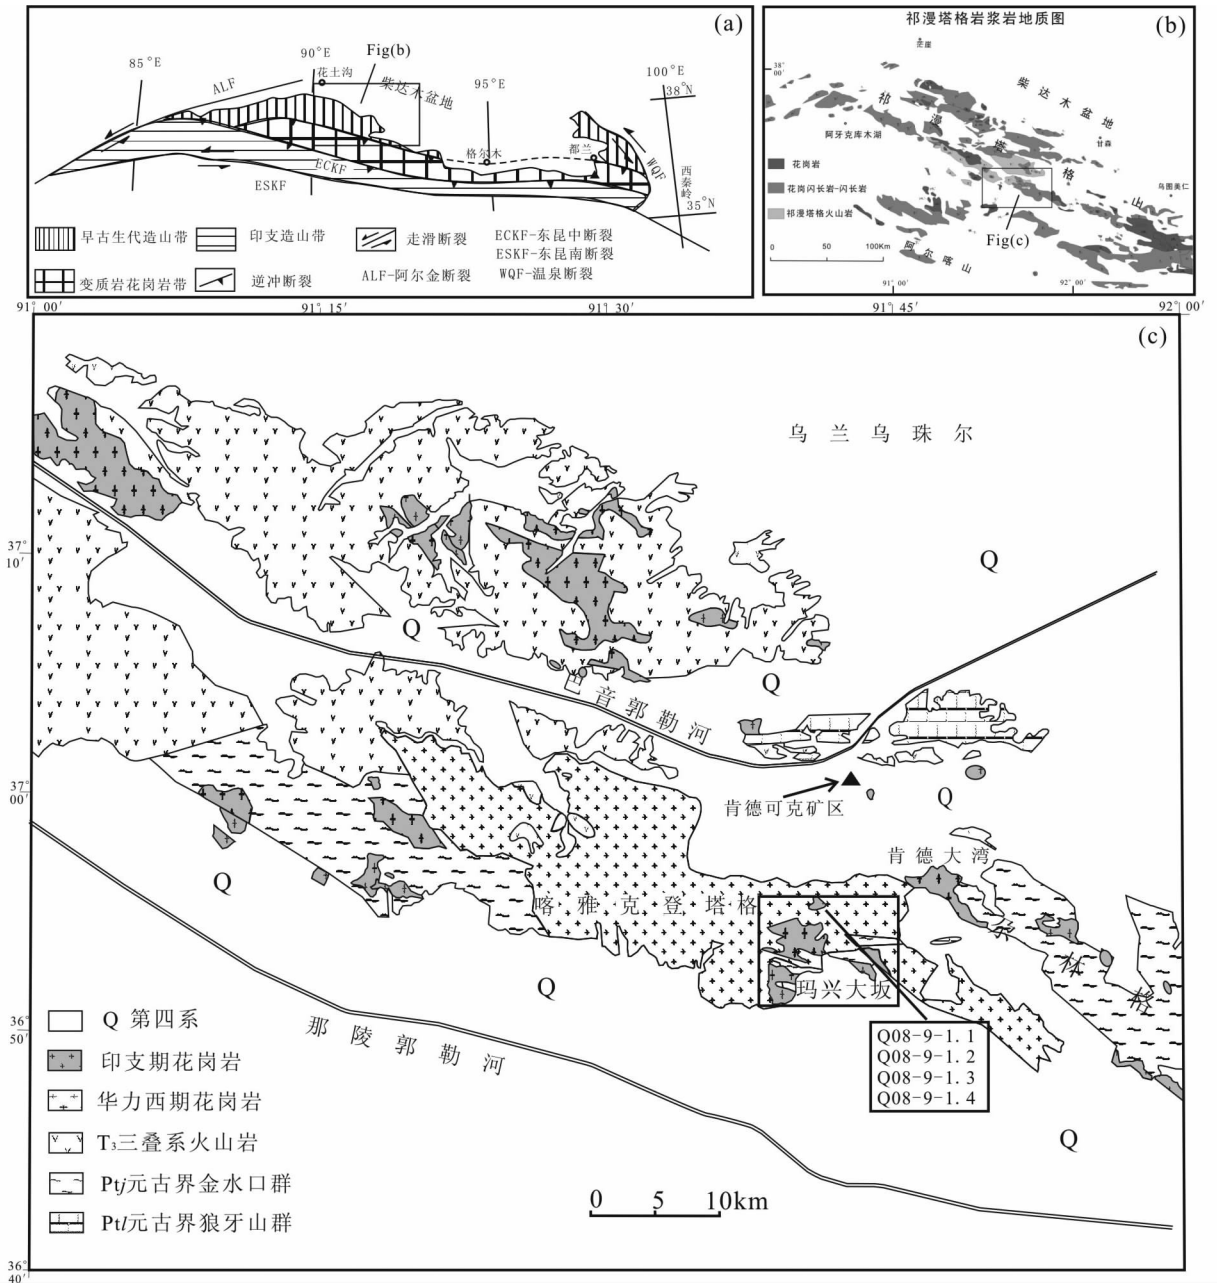 (a)
85°E
90°E
Fig(b)
95°E
100°E
38°N
花土沟
ALF
柴达木盆地
格尔木
都兰
WQF
西秦岭
35°N
ECKF
ESKF
早古生代造山带
印支造山带
走滑断裂
ECKF-东昆中断裂
ESKF-东昆南断裂
变质岩花岗岩带
逆冲断裂
ALF-阿尔金断裂
WQF-温泉断裂
祁漫塔格岩浆岩地质图
(b)
茫崖
38°
00′
柴达木盆地
祁漫塔格山
阿牙克库木湖
甘森
花岗岩
花岗闪长岩-闪长岩
乌图美仁
祁漫塔格火山岩
Fig(c)
0 50 100Km
阿尔喀山
91°00′
92°00′
91°00′
91°15′
91°30′
91°45′
92°00′
(c)
乌兰乌珠尔
37°
10′
Q
Q
Q
巴音郭勒河
37°
00′
肯德可克矿区
Q
肯德大湾
Q
喀雅克登塔格
Q
玛兴大坂
Q08-9-1.1
Q08-9-1.2
Q08-9-1.3
Q08-9-1.4
36°
50′
那陵郭勒河
Q
Q 第四系
印支期花岗岩
华力西期花岗岩
T3三叠系火山岩
Ptj元古界金水口群
Ptl元古界狼牙山群
0 5 10km
36°
40′